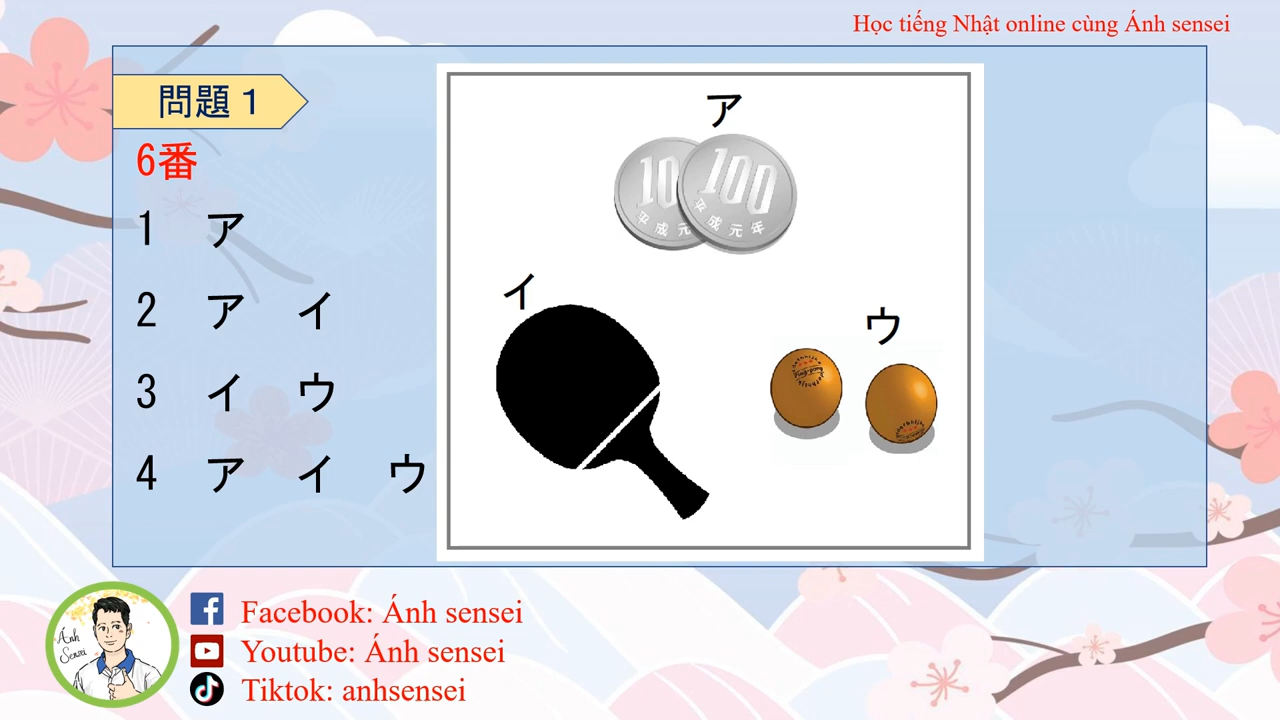 Học tiếng Nhật online cùng Ánh sensei
問題1
6番
1 ア
2 ア イ
3 イ ウ
4 ア イ ウ
ア
10
平成元
100
平成元年
イ
ウ
Ánh
Sensei
Facebook: Ánh sensei
Youtube: Ánh sensei
Tiktok: anhsensei